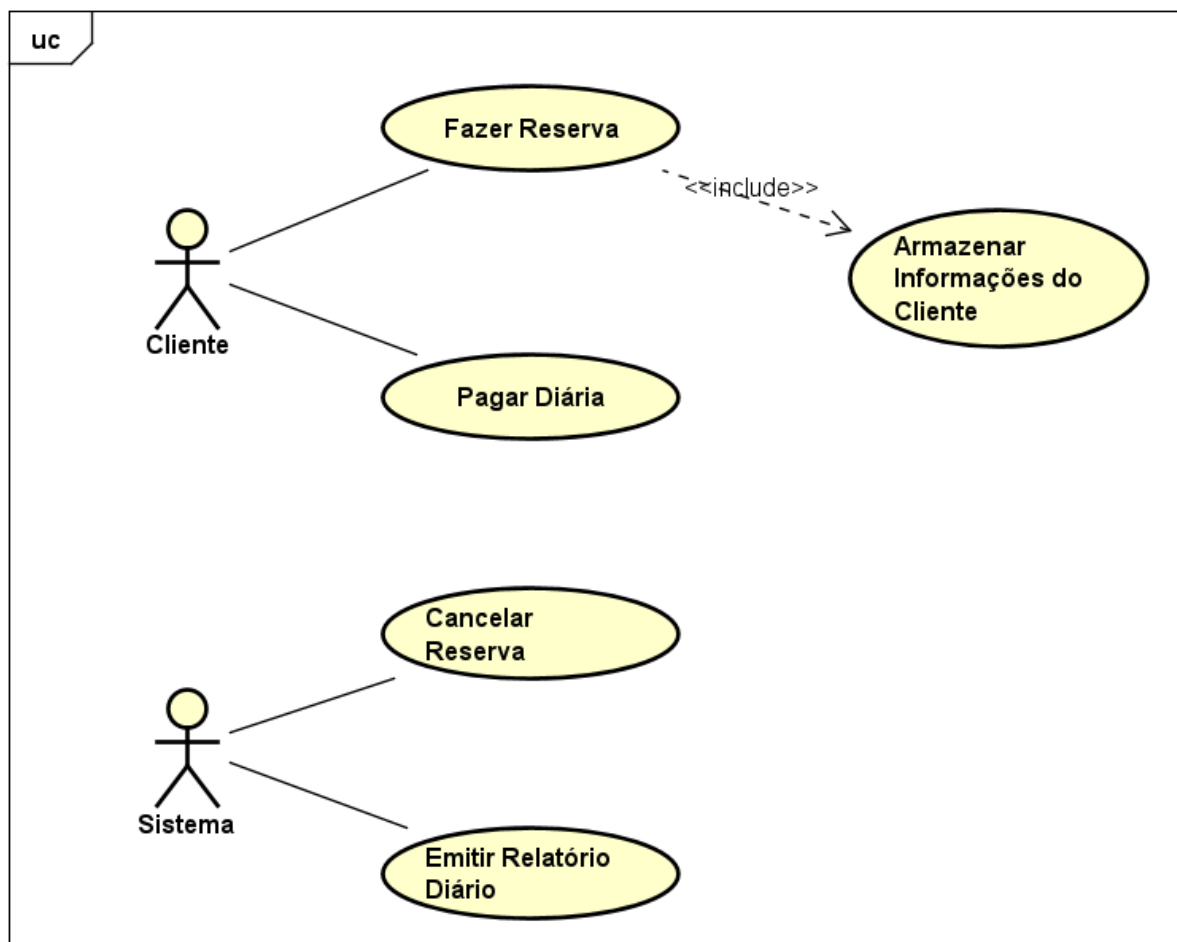 uc
Fazer Reserva
<<include>>
Armazenar
Informações do
Cliente
Cliente
Pagar Diária
Cancelar
Reserva
Sistema
Emitir Relatório
Diário